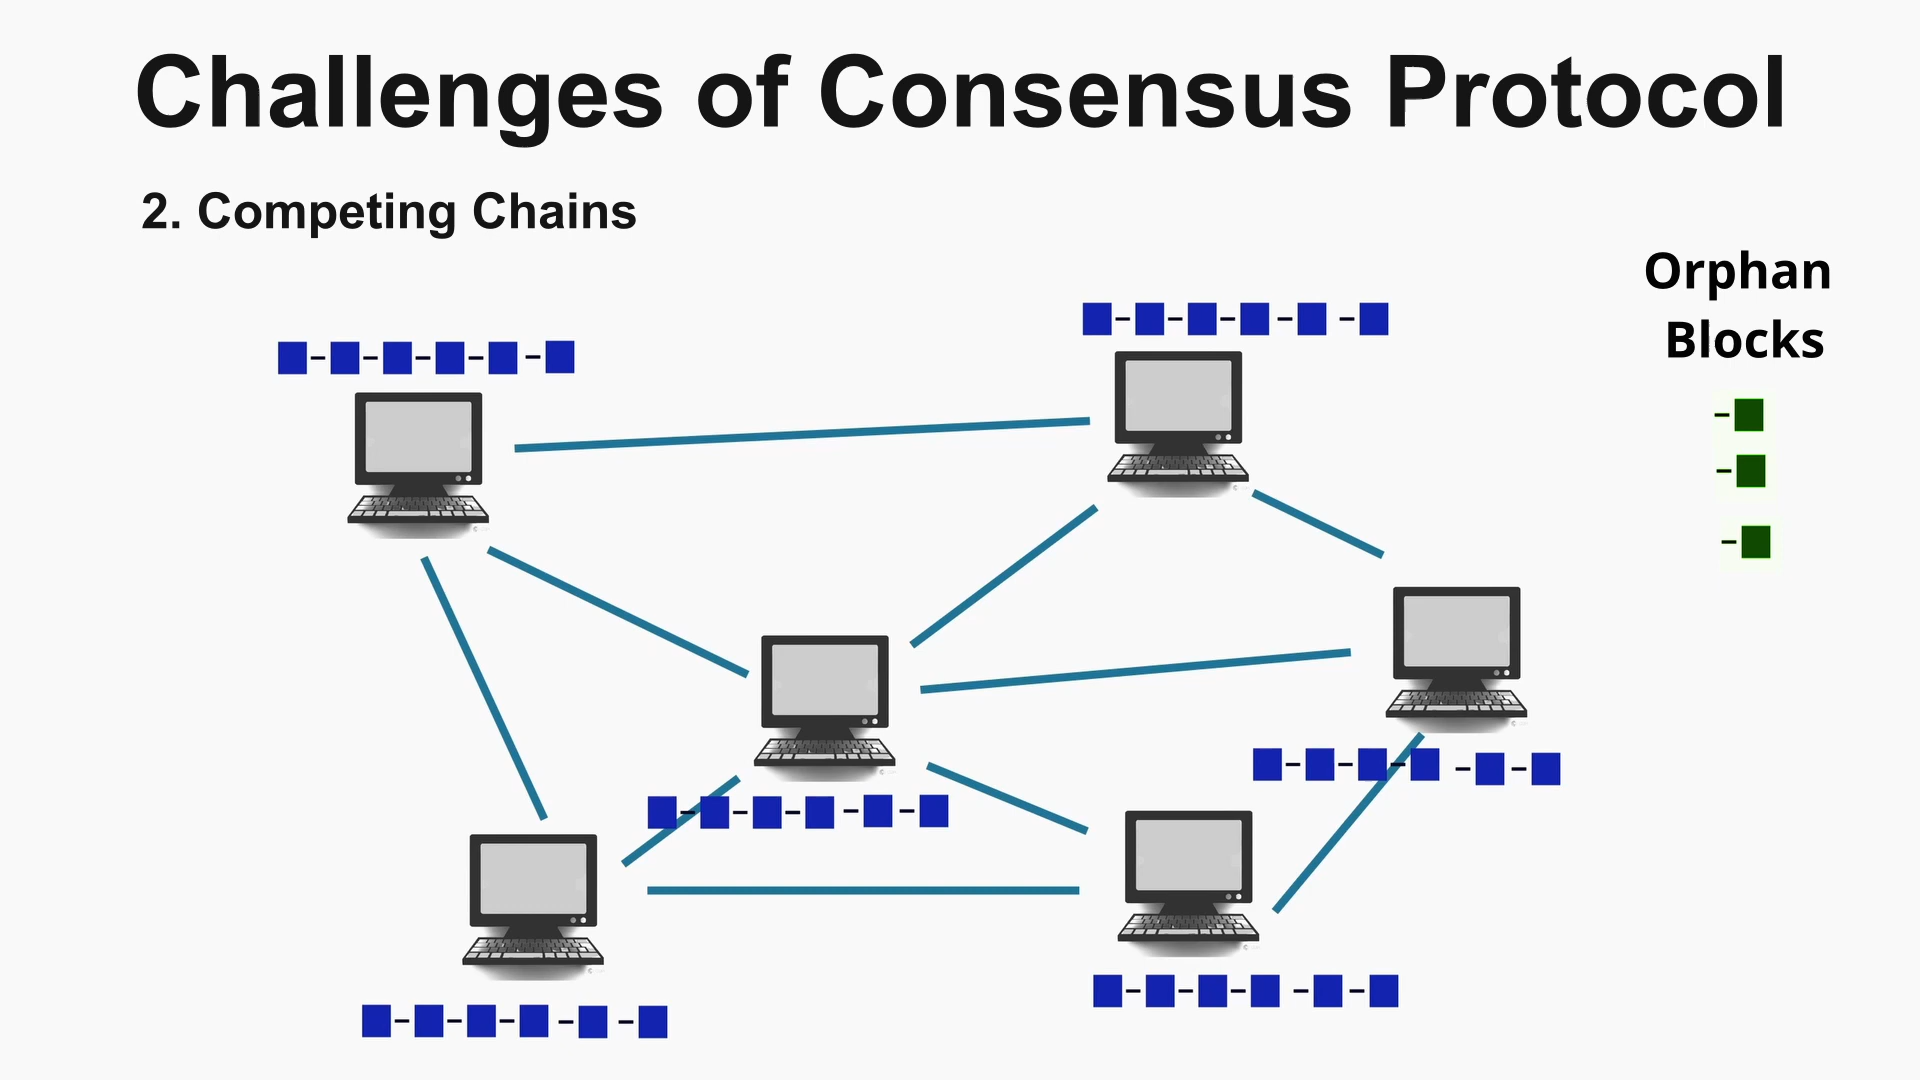 Challenges of Consensus Protocol
2. Competing Chains
Orphan
Blocks